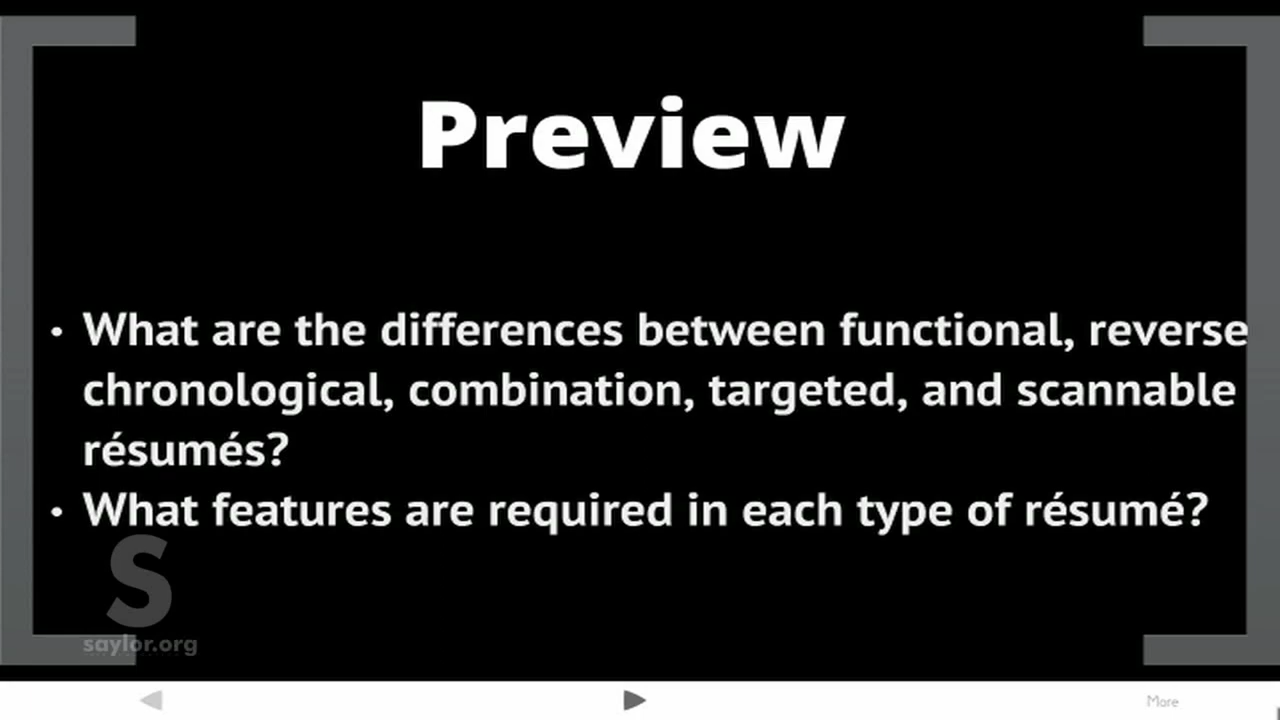 Preview
• What are the differences between functional, reverse
chronological, combination, targeted, and scannable
résumés?
• What features are required in each type of résumé?
S
saylor.org
More